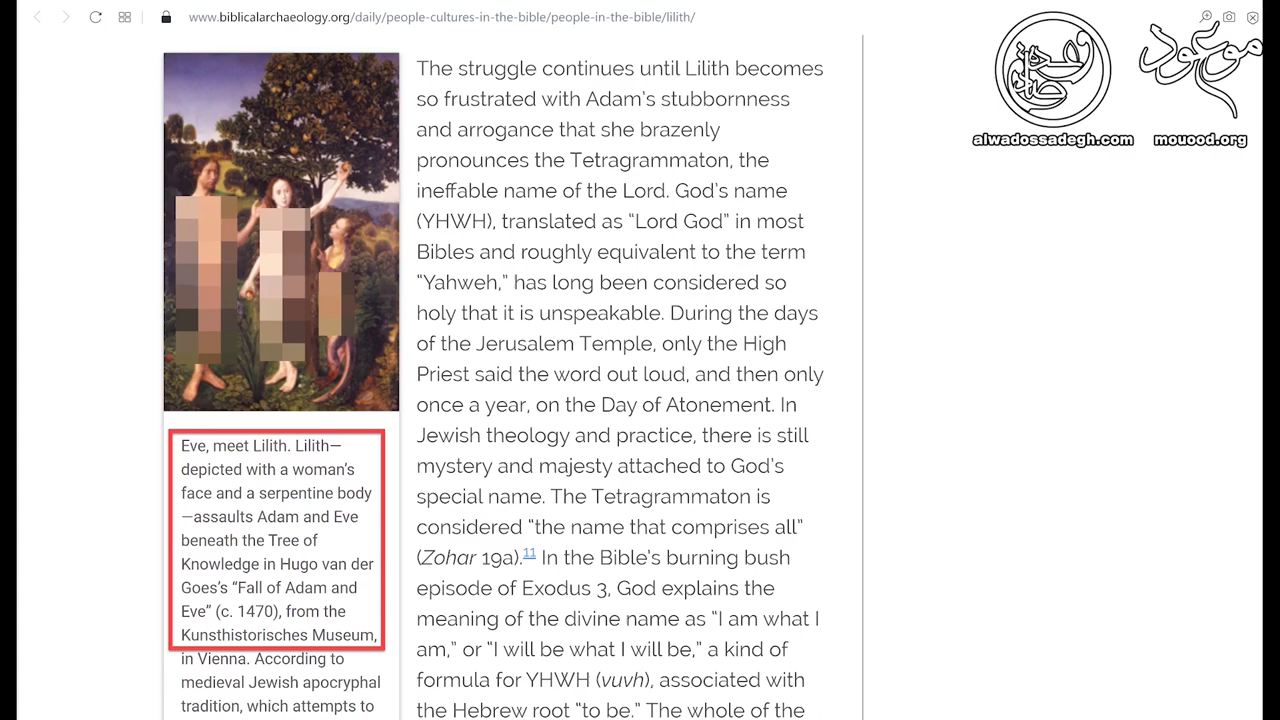 www.biblicalarchaeology.org/daily/people-cultures-in-the-bible/people-in-the-bible/lilith/
موعود
alwadossadegh.com
mouood.org
The struggle continues until Lilith becomes
so frustrated with Adam's stubbornness
and arrogance that she brazenly
pronounces the Tetragrammaton, the
ineffable name of the Lord. God's name
(YHWH), translated as “Lord God” in most
Bibles and roughly equivalent to the term
“Yahweh,” has long been considered so
holy that it is unspeakable. During the days
of the Jerusalem Temple, only the High
Priest said the word out loud, and then only
once a year, on the Day of Atonement. In
Jewish theology and practice, there is still
mystery and majesty attached to God's
special name. The Tetragrammaton is
considered “the name that comprises all”
(Zohar 19a).11 In the Bible's burning bush
episode of Exodus 3, God explains the
meaning of the divine name as “I am what I
am,” or “I will be what I will be,” a kind of
formula for YHWH (vuvh), associated with
the Hebrew root “to be.” The whole of the
Eve, meet Lilith. Lilith—
depicted with a woman's
face and a serpentine body
—assaults Adam and Eve
beneath the Tree of
Knowledge in Hugo van der
Goes's “Fall of Adam and
Eve” (c. 1470), from the
Kunsthistorisches Museum,
in Vienna. According to
medieval Jewish apocryphal
tradition, which attempts to